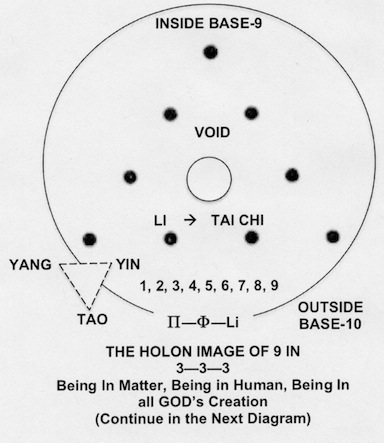 INSIDE BASE-9
VOID
LI → TAI CHI
YANG YIN
TAO
1, 2, 3, 4, 5, 6, 7, 8, 9
Π—Φ—Li
OUTSIDE
BASE-10
THE HOLON IMAGE OF 9 IN
3—3—3
Being In Matter, Being in Human, Being In
all GOD's Creation
(Continue in the Next Diagram)